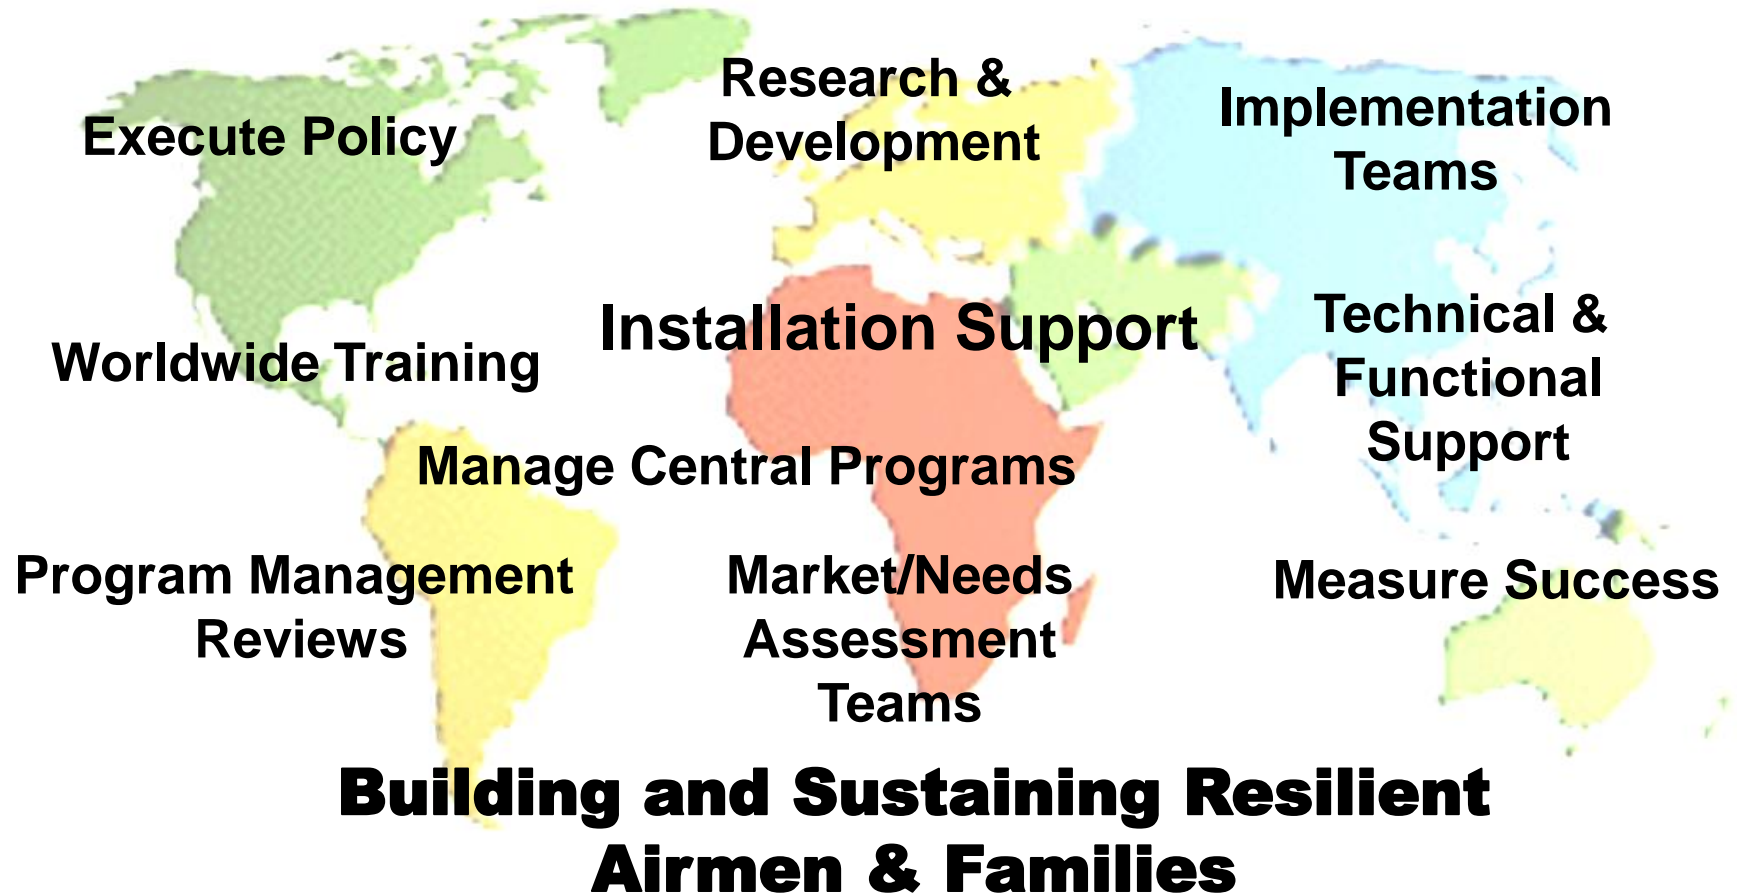 Execute Policy
Research &
Development
Implementation
Teams
Worldwide Training
Installation Support
Technical &
Functional
Support
Manage Central Programs
Program Management
Reviews
Market/Needs
Assessment
Teams
Measure Success
Building and Sustaining Resilient
Airmen & Families